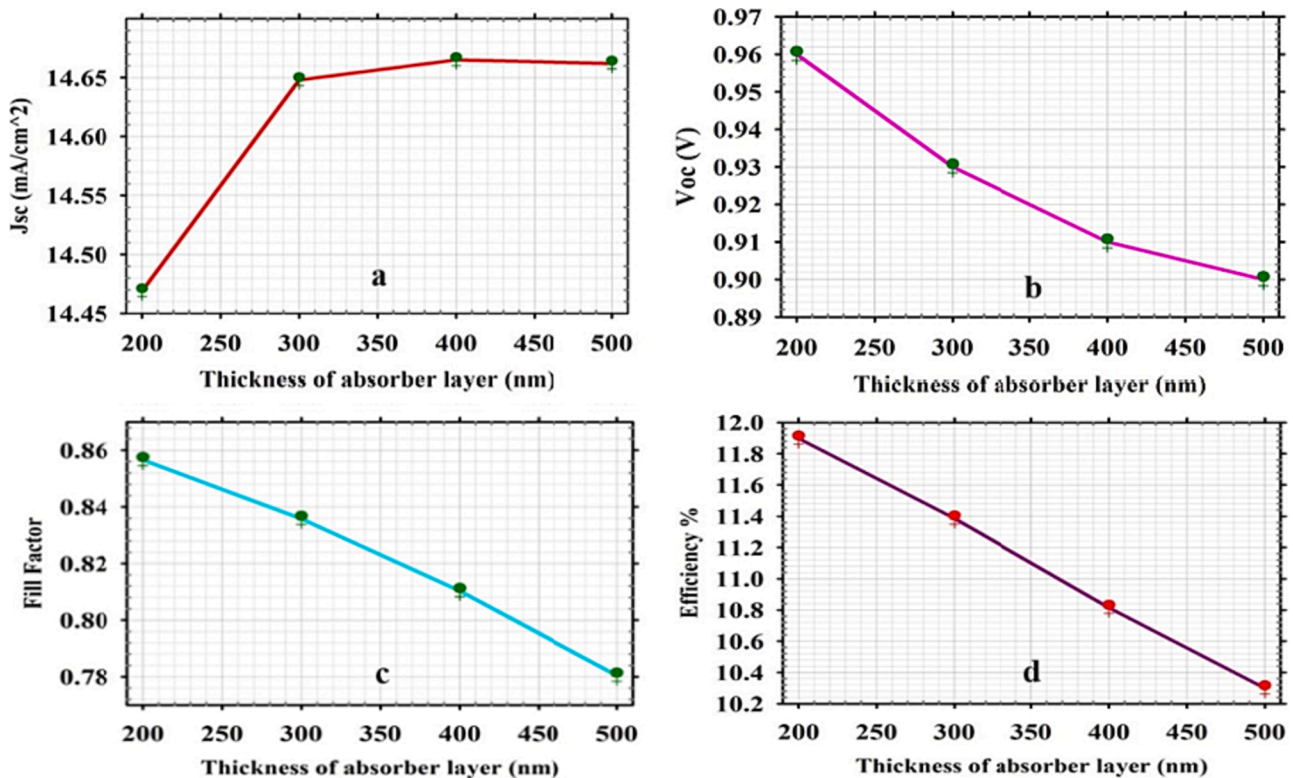 Jsc (mA/cm^2)
14.65
14.60
14.55
14.50
14.45
a
200 250 300 350 400 450 500
Thickness of absorber layer (nm)
Voc (V)
0.97
0.96
0.95
0.94
0.93
0.92
0.91
0.90
0.89
b
200 250 300 350 400 450 500
Thickness of absorber layer (nm)
Fill Factor
0.86
0.84
0.82
0.80
0.78
c
200 250 300 350 400 450 500
Thickness of absorber layer (nm)
Efficiency %
12.0
11.8
11.6
11.4
11.2
11.0
10.8
10.6
10.4
10.2
d
200 250 300 350 400 450 500
Thickness of absorber layer (nm)